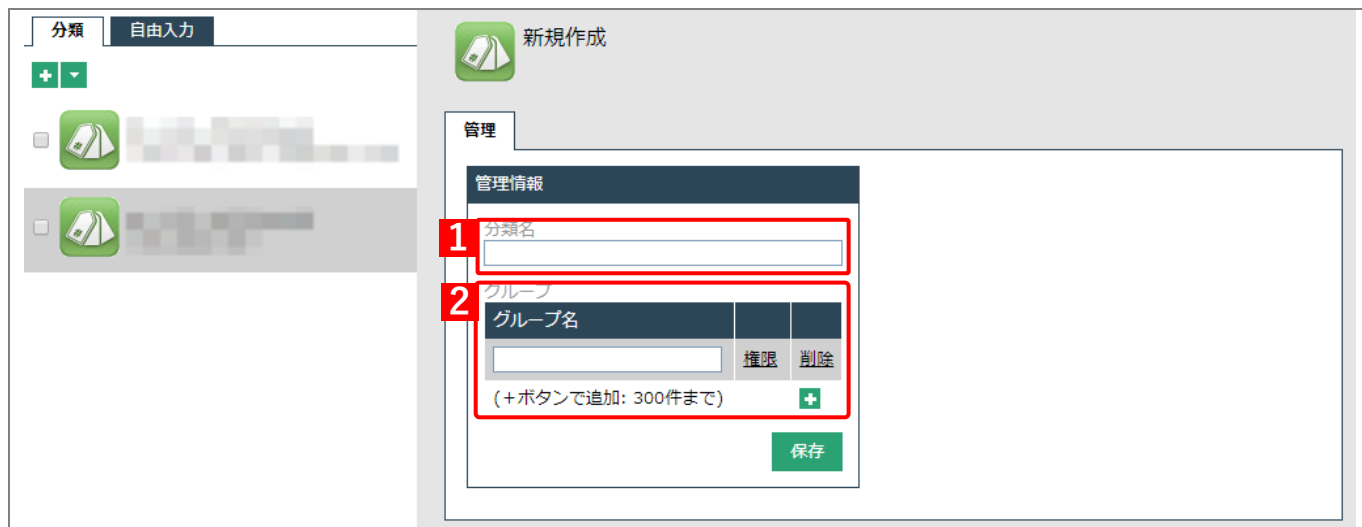 分類
自由入力
新規作成
管理
管理情報
1
分類名
2
グループ
グループ名
権限
削除
(+ボタンで追加: 300件まで)
保存